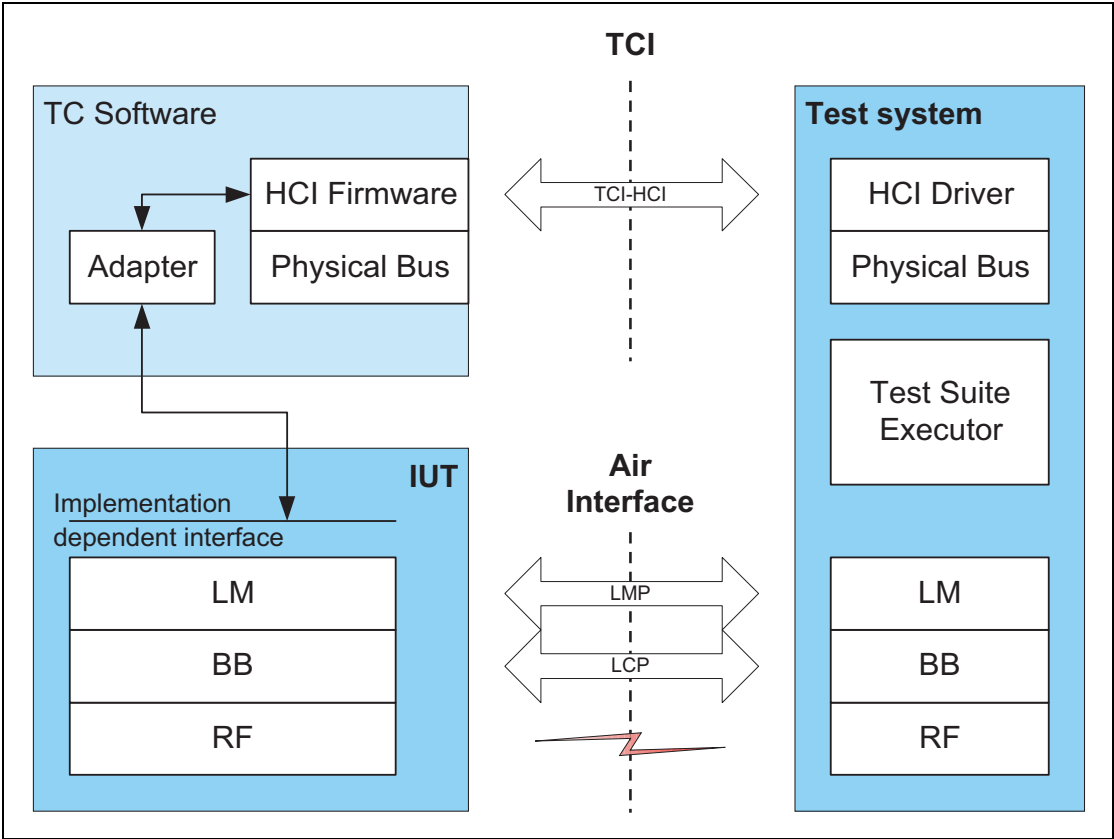 TCI
TC Software
HCI Firmware
Adapter
Physical Bus
TCI-HCI
Test system
HCI Driver
Physical Bus
Test Suite
Executor
IUT
Implementation
dependent interface
LM
BB
RF
Air
Interface
LMP
LCP
LM
BB
RF